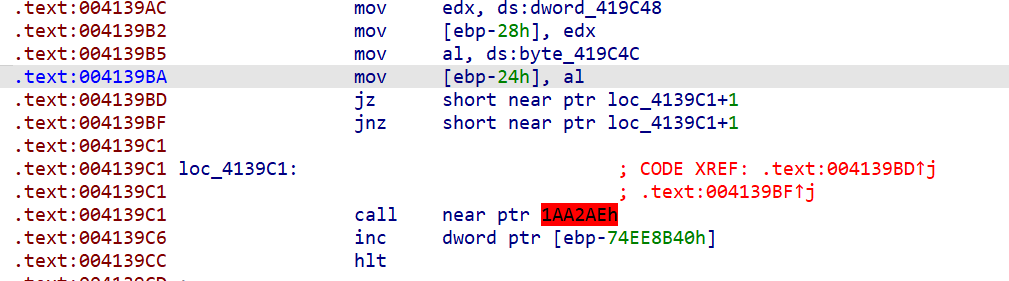 .text:004139AC mov edx, ds:dword_419C48
.text:004139B2 mov [ebp-28h], edx
.text:004139B5 mov al, ds:byte_419C4C
.text:004139BA mov [ebp-24h], al
.text:004139BD jz short near ptr loc_4139C1+1
.text:004139BF jnz short near ptr loc_4139C1+1
.text:004139C1
.text:004139C1 loc_4139C1: ; CODE XREF: .text:004139BD↑j
.text:004139C1 ; .text:004139BF↑j
.text:004139C1 call near ptr 1AA2AEh
.text:004139C6 inc dword ptr [ebp-74EE8B40h]
.text:004139CC hlt
.text:004139CD ;